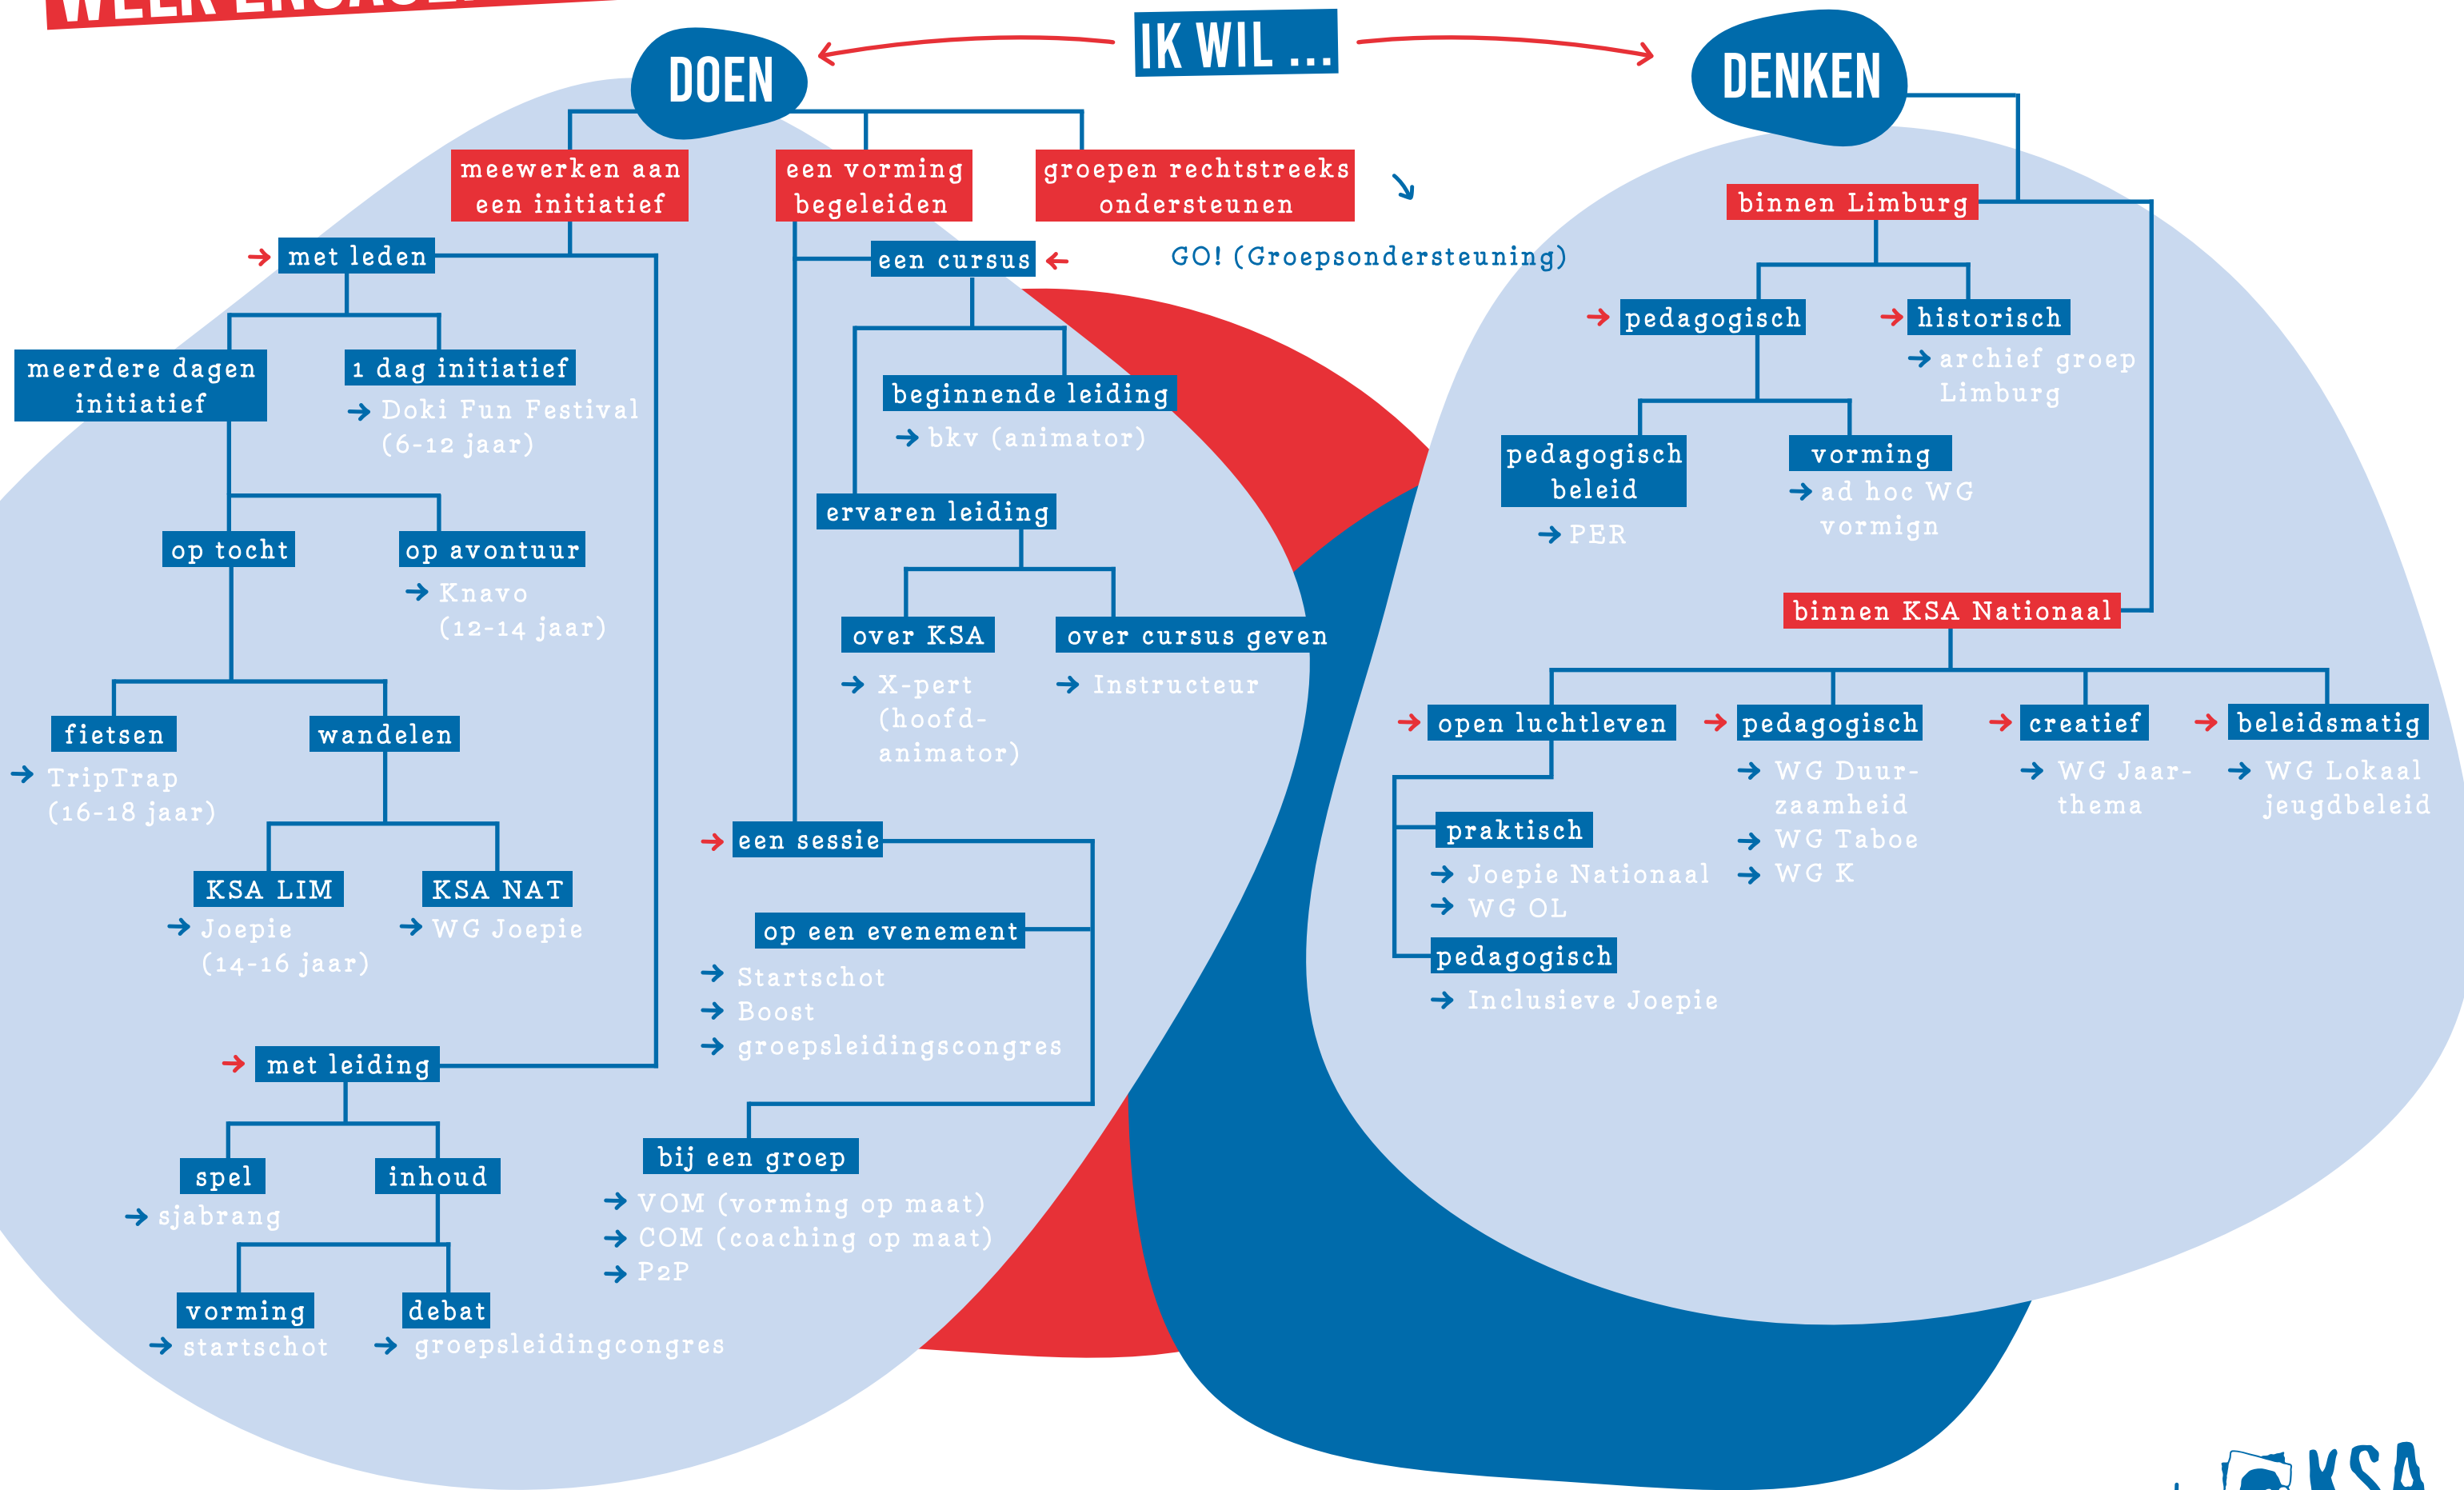 IK WIL ...
DOEN
DENKEN
meewerken aan
een initiatief
een vorming
begeleiden
groepen rechtstreeks
ondersteunen
GO! (Groepsondersteuning)
met leden
meerdere dagen
initiatief
1 dag initiatief
Doki Fun Festival
(6-12 jaar)
op tocht
op avontuur
Knavo
(12-14 jaar)
fietsen
TripTrap
(16-18 jaar)
wandelen
KSA LIM
Joepie
(14-16 jaar)
KSA NAT
WG Joepie
met leiding
spel
sjabrang
inhoud
vorming
startschot
debat
groepsleidingcongres
een cursus
beginnende leiding
bkv (animator)
ervaren leiding
over KSA
X-pert
(hoofd-
animator)
over cursus geven
Instructeur
een sessie
op een evenement
Startschot
Boost
groepsleidingscongres
bij een groep
VOM (vorming op maat)
COM (coaching op maat)
P2P
binnen Limburg
pedagogisch
historisch
archief groep
Limburg
pedagogisch
beleid
PER
vorming
ad hoc WG
vormign
binnen KSA Nationaal
open luchtleven
praktisch
Joepie Nationaal
WG OL
pedagogisch
Inclusieve Joepie
pedagogisch
WG Duur-
zaamheid
WG Taboe
WG K
creatief
WG Jaar-
thema
beleidsmatig
WG Lokaal
jeugdbeleid
KSA